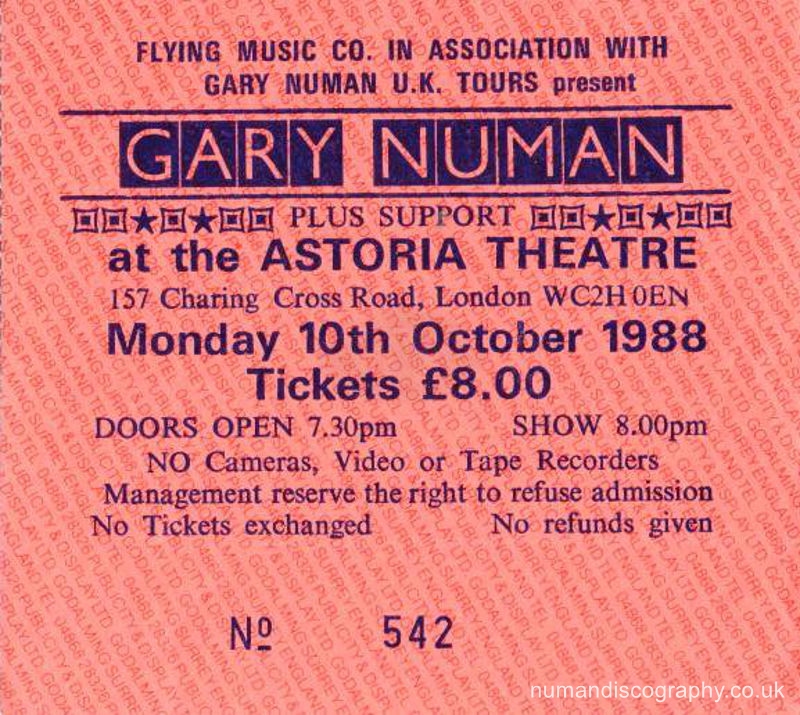 FLYING MUSIC CO. IN ASSOCIATION WITH
GARY NUMAN U.K. TOURS present
GARY NUMAN
PLUS SUPPORT
at the ASTORIA THEATRE
157 Charing Cross Road, London WC2H 0EN
Monday 10th October 1988
Tickets £8.00
DOORS OPEN 7.30pm SHOW 8.00pm
NO Cameras, Video or Tape Recorders
Management reserve the right to refuse admission
No Tickets exchanged No refunds given
Nº 542
numandiscography.co.uk